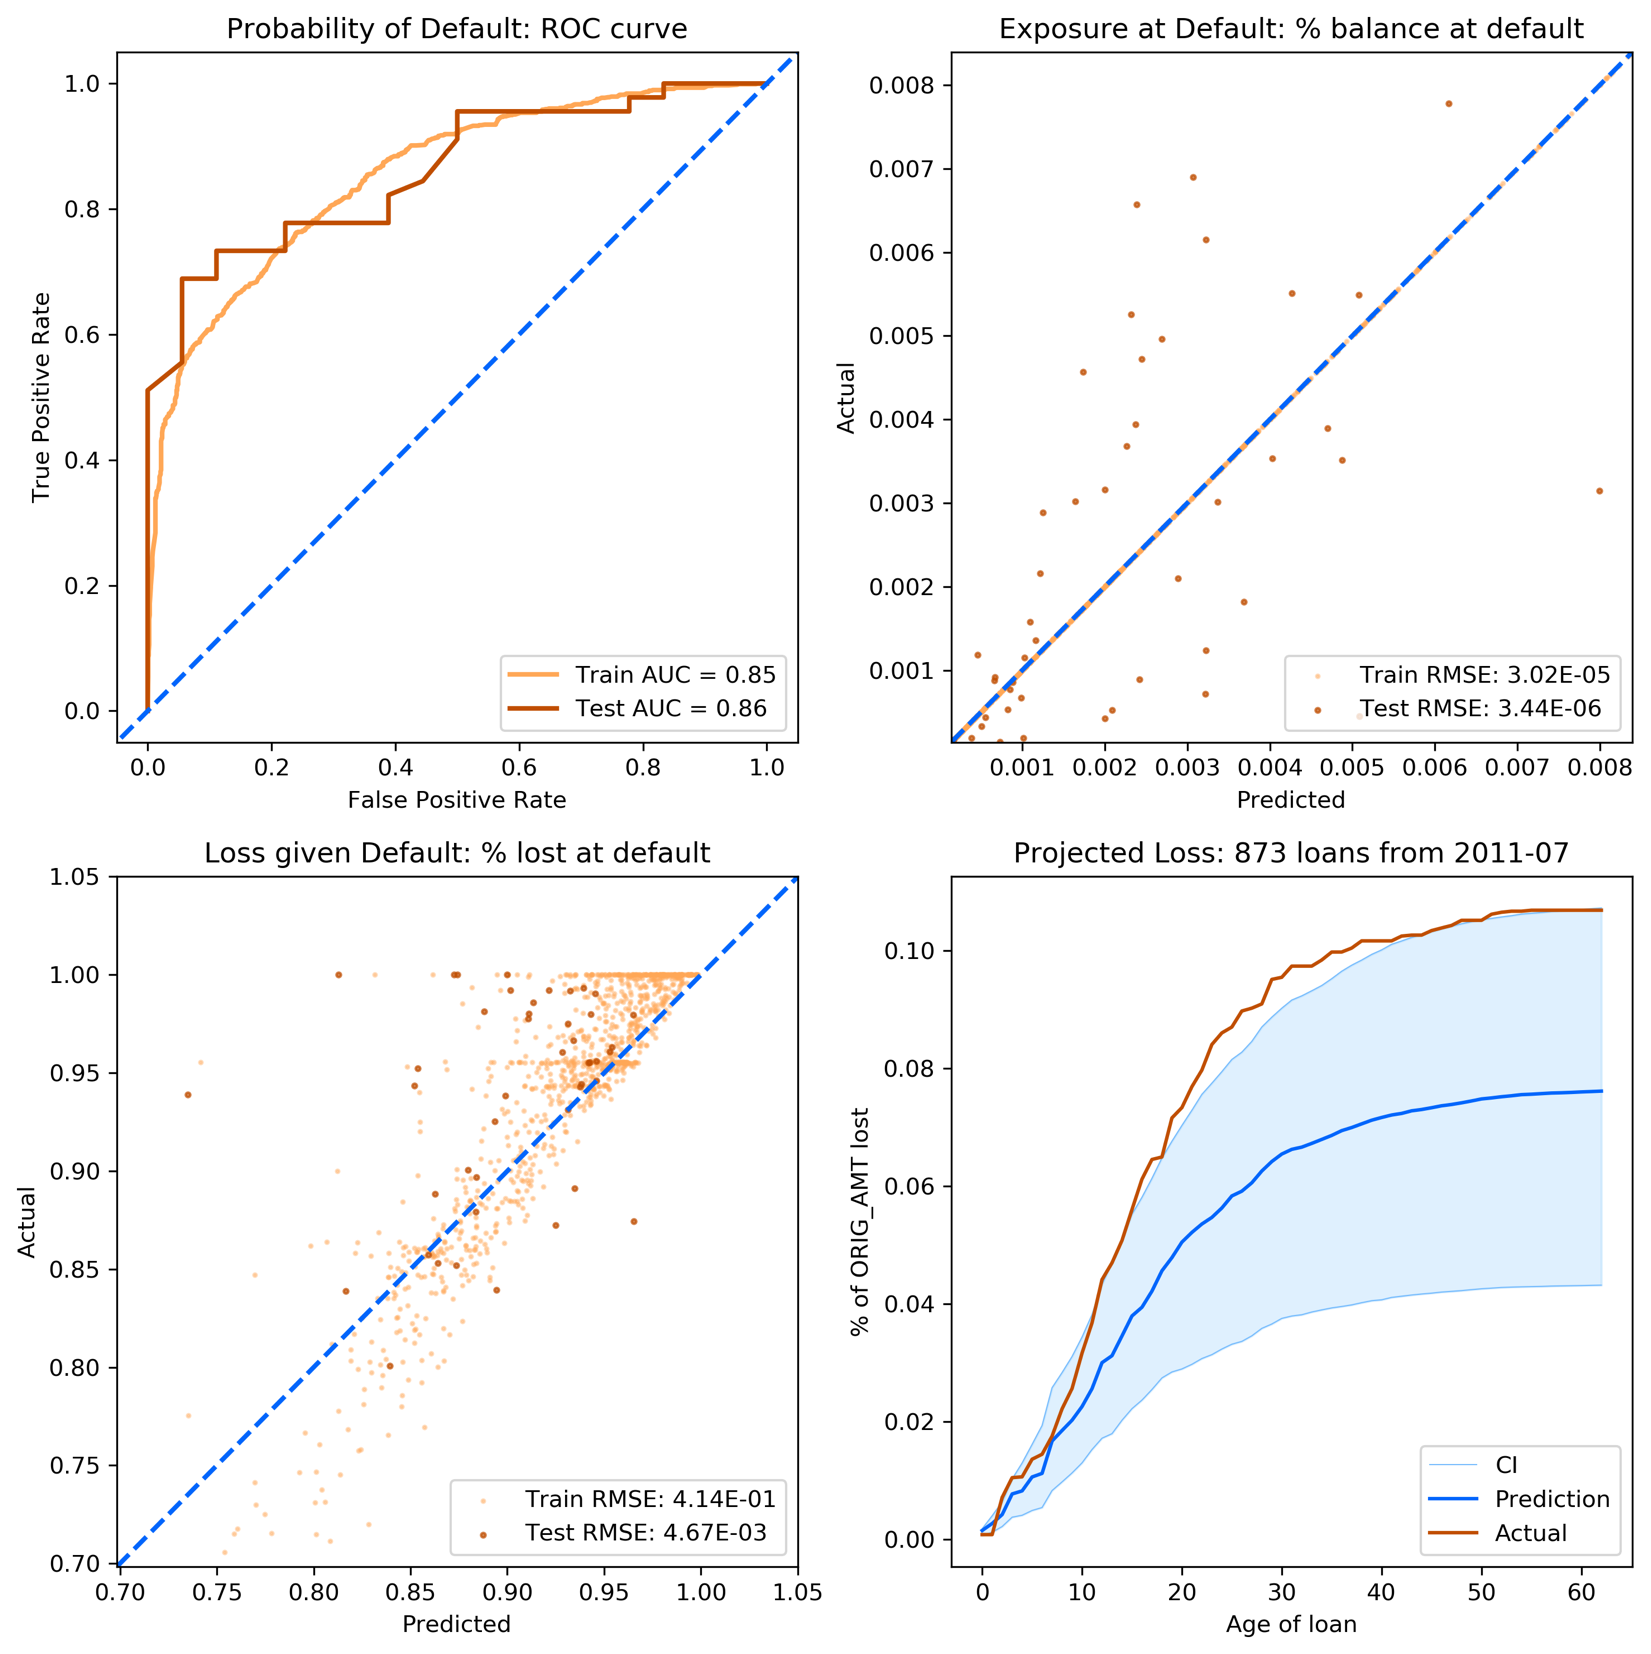 Probability of Default: ROC curve
1.0
0.8
0.6
0.4
0.2
0.0
True Positive Rate
0.0 0.2 0.4 0.6 0.8 1.0
False Positive Rate
Train AUC = 0.85
Test AUC = 0.86
Exposure at Default: % balance at default
0.008
0.007
0.006
0.005
0.004
0.003
0.002
0.001
Actual
0.001 0.002 0.003 0.004 0.005 0.006 0.007 0.008
Predicted
Train RMSE: 3.02E-05
Test RMSE: 3.44E-06
Loss given Default: % lost at default
1.05
1.00
0.95
0.90
0.85
0.80
0.75
0.70
Actual
0.70 0.75 0.80 0.85 0.90 0.95 1.00 1.05
Predicted
Train RMSE: 4.14E-01
Test RMSE: 4.67E-03
Projected Loss: 873 loans from 2011-07
0.10
0.08
0.06
0.04
0.02
0.00
% of ORIG_AMT lost
0 10 20 30 40 50 60
Age of loan
CI
Prediction
Actual